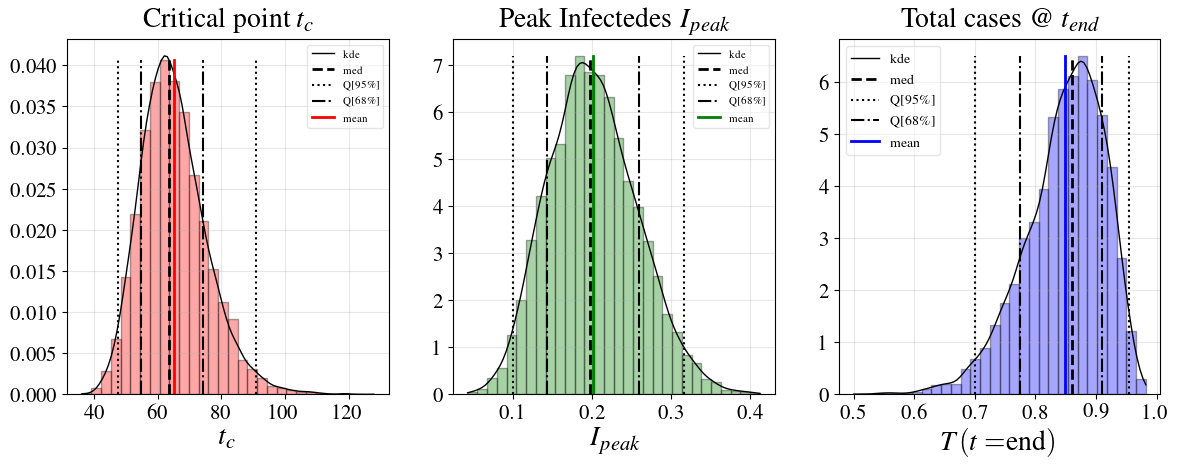 Critical point t_c
0.040
0.035
0.030
0.025
0.020
0.015
0.010
0.005
0.000
kde
med
Q[95%]
Q[68%]
mean
40 60 80 100 120
t_c
Peak Infectedes I_peak
7
6
5
4
3
2
1
0
kde
med
Q[95%]
Q[68%]
mean
0.1 0.2 0.3 0.4
I_peak
Total cases @ t_end
6
5
4
3
2
1
0
kde
med
Q[95%]
Q[68%]
mean
0.5 0.6 0.7 0.8 0.9 1.0
T(t =end)